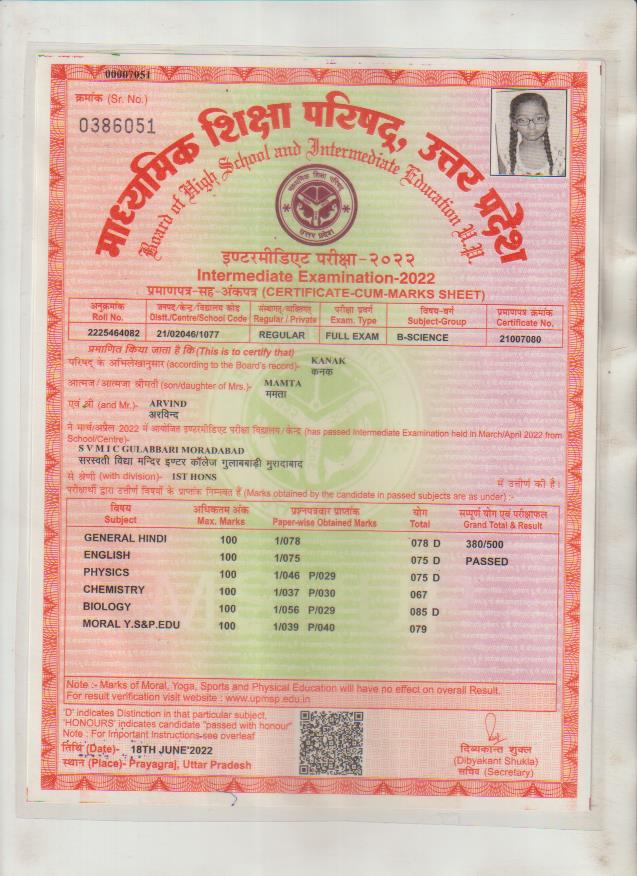 00007051
क्रमांक (Sr. No.)
0386051
माध्यमिक शिक्षा परिषद्, उत्तर प्रदेश
Board of High School and Intermediate Education U.P.
माध्यमिक शिक्षा परिषद्
उत्तर प्रदेश
इण्टरमीडिएट परीक्षा-२०२२
Intermediate Examination-2022
प्रमाणपत्र-सह-अंकपत्र (CERTIFICATE-CUM-MARKS SHEET)
अनुक्रमांक जनपद/केन्द्र/विद्यालय कोड संस्थागत/व्यक्तिगत परीक्षा प्रवर्ग विषय-वर्ग प्रमाणपत्र क्रमांक
Roll No. Distt./Centre/School Code Regular / Private Exam. Type Subject-Group Certificate No.
2225464082 21/02046/1077 REGULAR FULL EXAM B-SCIENCE 21007080
प्रमाणित किया जाता है कि (This is to certify that)
परिषद् के अभिलेखानुसार (according to the Board's record)- KANAK
कनक
आत्मज/आत्मजा श्रीमती (son/daughter of Mrs.)- MAMTA
ममता
एवं श्री (and Mr.)- ARVIND
अरविन्द
ने मार्च/अप्रैल 2022 में आयोजित इण्टरमीडिएट परीक्षा विद्यालय/केन्द्र (has passed Intermediate Examination held in March/April 2022 from
School/Centre)-
S V M I C GULABBARI MORADABAD
सरस्वती विद्या मन्दिर इण्टर कॉलेज गुलाबबाड़ी मुरादाबाद
से श्रेणी (with division)- 1ST HONS में उत्तीर्ण की है।
परीक्षार्थी द्वारा उत्तीर्ण विषयों के प्राप्तांक निम्नवत हैं (Marks obtained by the candidate in passed subjects are as under) :-
विषय अधिकतम अंक प्रश्नपत्रवार प्राप्तांक योग सम्पूर्ण योग एवं परीक्षाफल
Subject Max. Marks Paper-wise Obtained Marks Total Grand Total & Result
GENERAL HINDI 100 1/078 078 D 380/500
ENGLISH 100 1/075 075 D PASSED
PHYSICS 100 1/046 P/029 075 D
CHEMISTRY 100 1/037 P/030 067
BIOLOGY 100 1/056 P/029 085 D
MORAL Y.S&P.EDU 100 1/039 P/040 079
Note :- Marks of Moral, Yoga, Sports and Physical Education will have no effect on overall Result.
For result verification visit website : www.upmsp.edu.in
'D' indicates Distinction in that particular subject.
'HONOURS' indicates candidate "passed with honour"
Note : For Important Instructions-see overleaf
तिथि (Date)- 18TH JUNE'2022
स्थान (Place)- Prayagraj, Uttar Pradesh
दिव्यकान्त शुक्ल
(Dibyakant Shukla)
सचिव (Secretary)